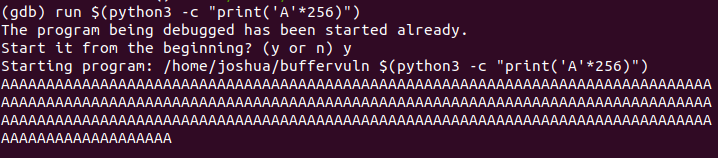 (gdb) run $(python3 -c "print('A'*256)")
The program being debugged has been started already.
Start it from the beginning? (y or n) y
Starting program: /home/joshua/buffervuln $(python3 -c "print('A'*256)")
AAAAAAAAAAAAAAAAAAAAAAAAAAAAAAAAAAAAAAAAAAAAAAAAAAAAAAAAAAAAAAAAAAAAAAAAAAAAAAA
AAAAAAAAAAAAAAAAAAAAAAAAAAAAAAAAAAAAAAAAAAAAAAAAAAAAAAAAAAAAAAAAAAAAAAAAAAAAAAA
AAAAAAAAAAAAAAAAAAAAAAAAAAAAAAAAAAAAAAAAAAAAAAAAAAAAAAAAAAAAAAAAAAAAAAAAAAAAAAA
AAAAAAAAAAAAAAAAAAA